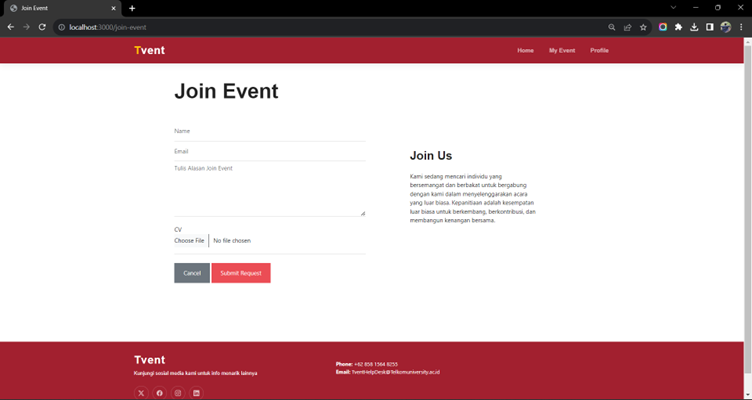 Join Event
localhost:3000/join-event
Tvent
Home My Event Profile
Join Event
Name
Email
Tulis Alasan Join Event
CV
Choose File No file chosen
Cancel Submit Request
Join Us
Kami sedang mencari individu yang
bersemangat dan berbakat untuk bergabung
dengan kami dalam menyelenggarakan acara
yang luar biasa. Kepanitiaan adalah kesempatan
luar biasa untuk berkembang, berkontribusi, dan
membangun kenangan bersama.
Tvent
Kunjungi sosial media kami untuk info menarik lainnya
Phone: +62 858 1564 8255
Email: TventHelpDesk@Telkomuniversity.ac.id